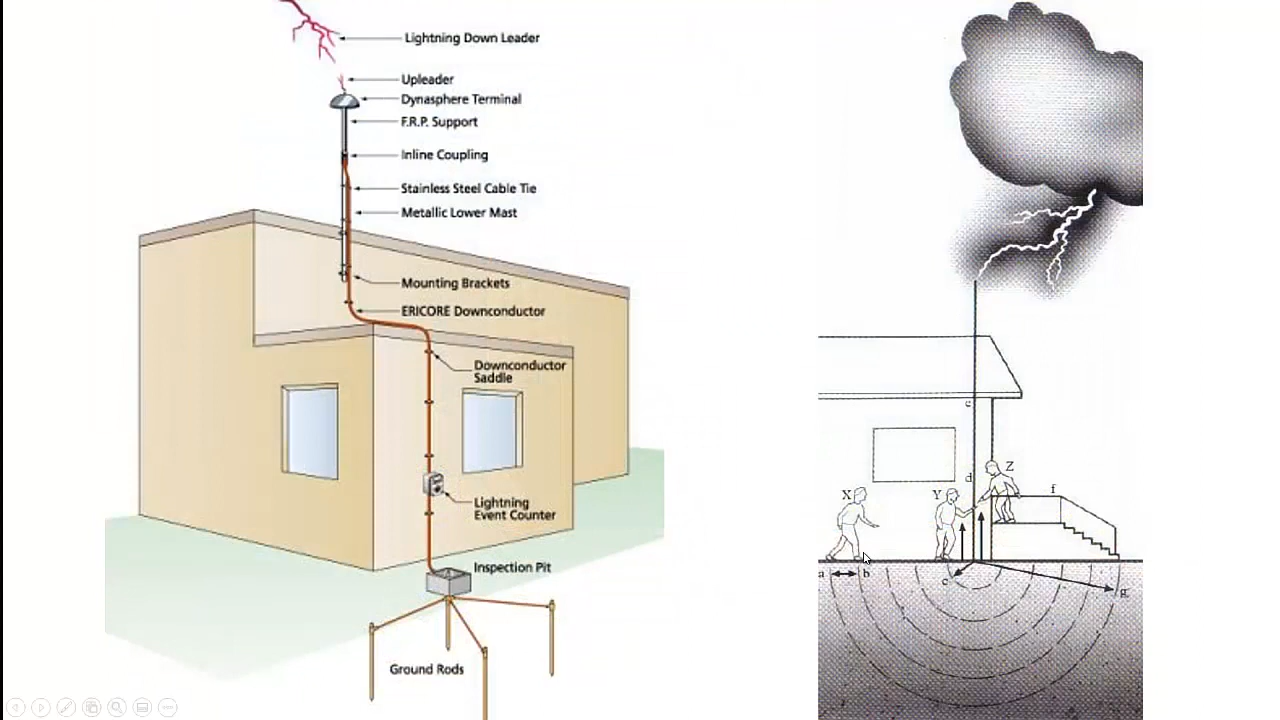 Lightning Down Leader
Upleader
Dynasphere Terminal
F.R.P. Support
Inline Coupling
Stainless Steel Cable Tie
Metallic Lower Mast
Mounting Brackets
ERICORE Downconductor
Downconductor
Saddle
Lightning
Event Counter
Inspection Pit
Ground Rods
c
d
Z
X
Y
f
a
b
e
g